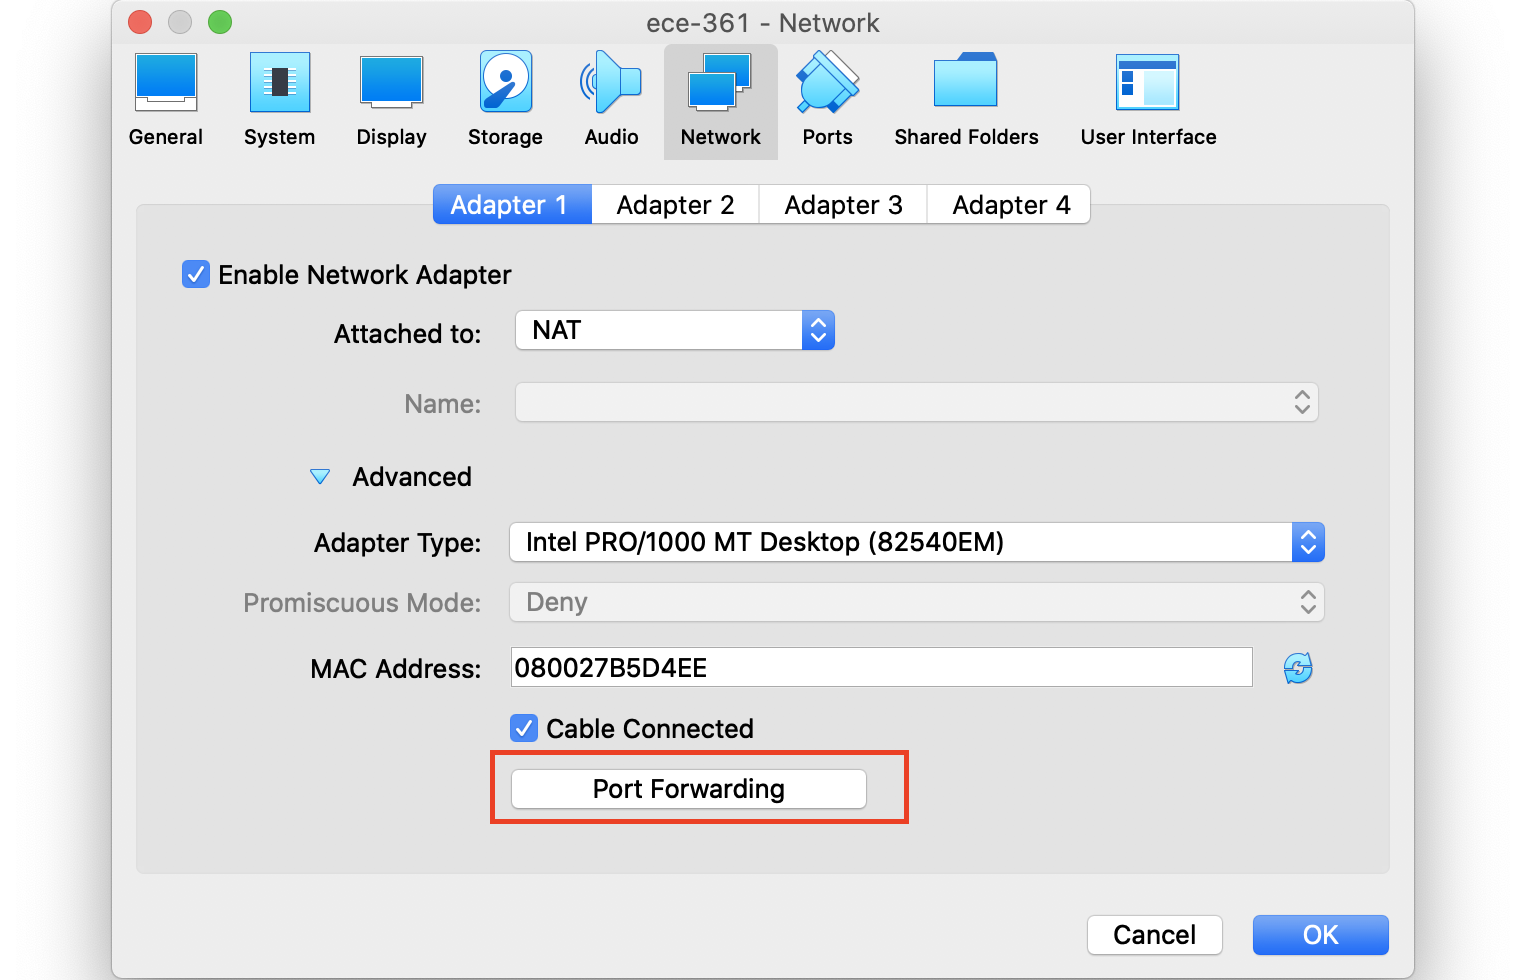 ece-361 - Network
General System Display Storage Audio Network Ports Shared Folders User Interface
Adapter 1 Adapter 2 Adapter 3 Adapter 4
Enable Network Adapter
Attached to: NAT
Name:
Advanced
Adapter Type: Intel PRO/1000 MT Desktop (82540EM)
Promiscuous Mode: Deny
MAC Address: 080027B5D4EE
Cable Connected
Port Forwarding
Cancel OK